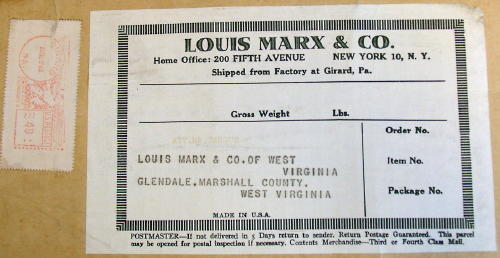 LOUIS MARX & CO.
Home Office: 200 FIFTH AVENUE NEW YORK 10, N. Y.
Shipped from Factory at Girard, Pa.
Gross Weight Lbs.
Order No.
LOUIS MARX & CO. OF WEST
VIRGINIA
Item No.
GLENDALE. MARSHALL COUNTY.
WEST VIRGINIA
Package No.
MADE IN U.S.A.
POSTMASTER—If not delivered in 5 Days return to sender. Return Postage Guaranteed. This parcel
may be opened for postal inspection if necessary. Contents Merchandise—Third or Fourth Class Mail.